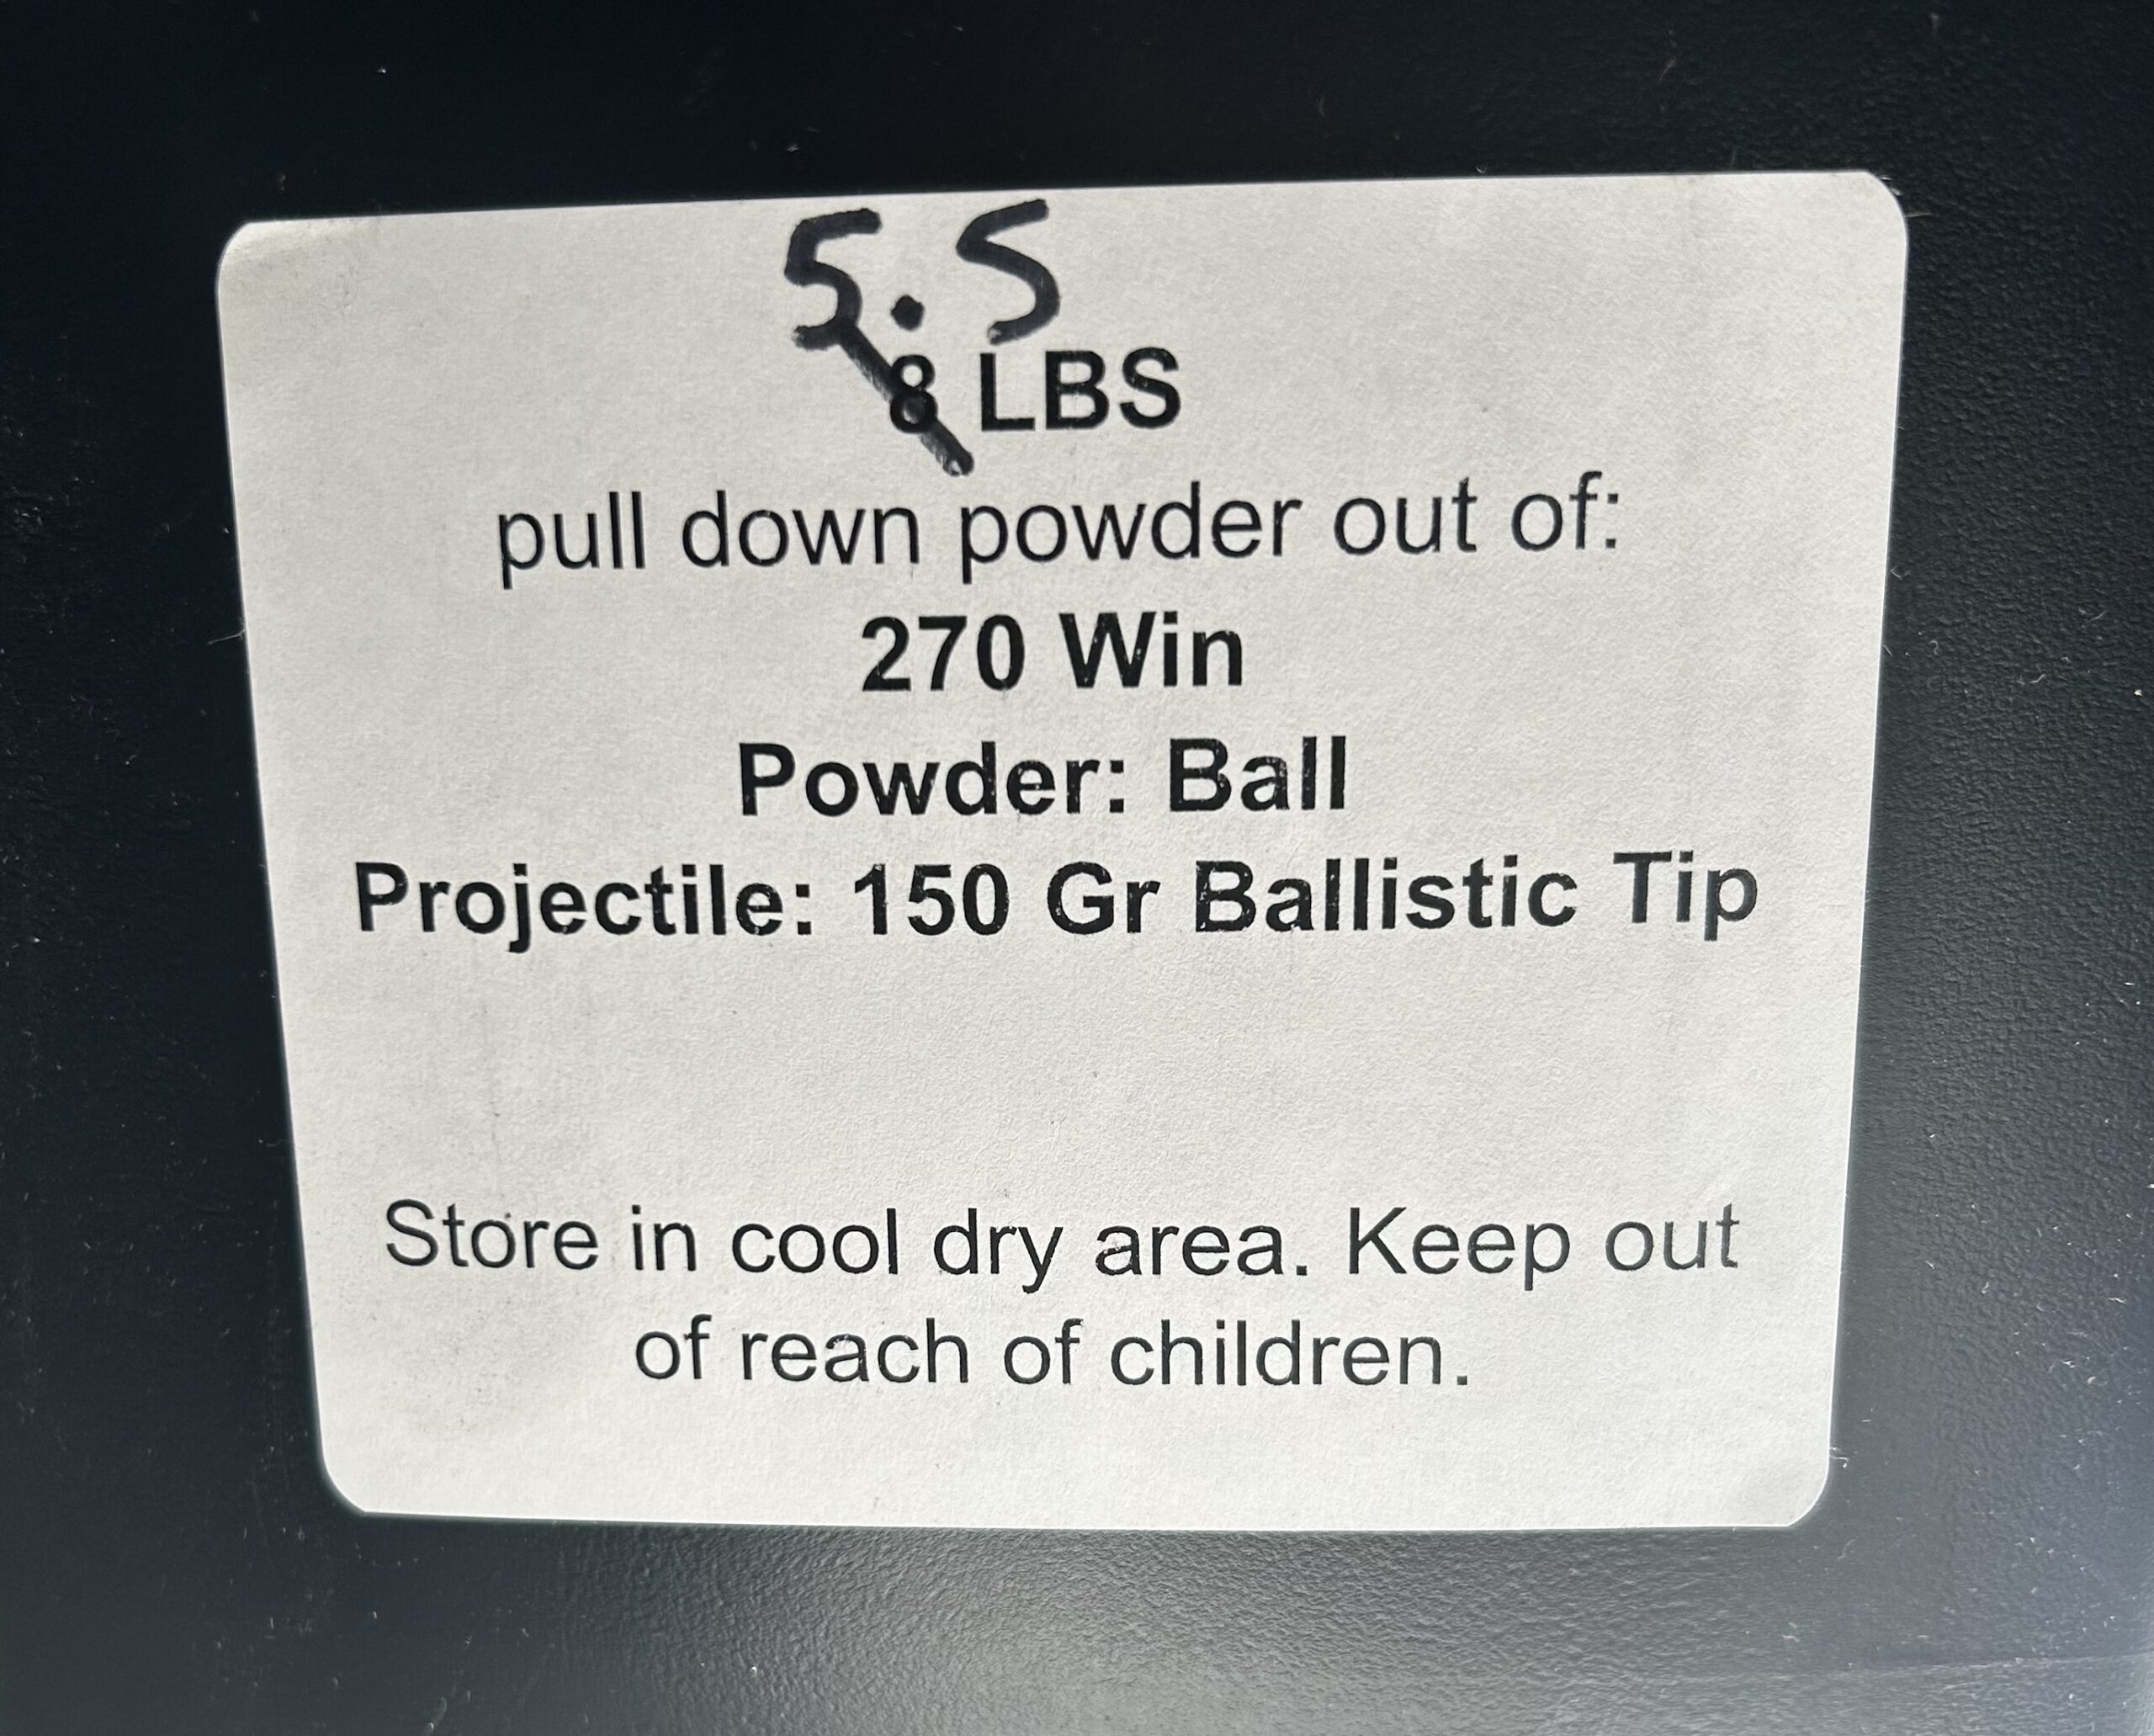 5.5
8 LBS
pull down powder out of:
270 Win
Powder: Ball
Projectile: 150 Gr Ballistic Tip
Store in cool dry area. Keep out
of reach of children.